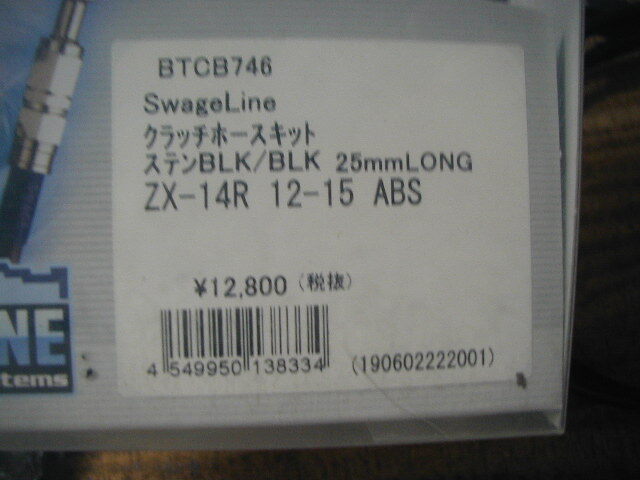 BTCB746
SwageLine
クラッチホースキット
ステンBLK/BLK 25mmLONG
ZX-14R 12-15 ABS
¥12,800 (税抜)
4 549950 138334
(190602222001)
NE
tems